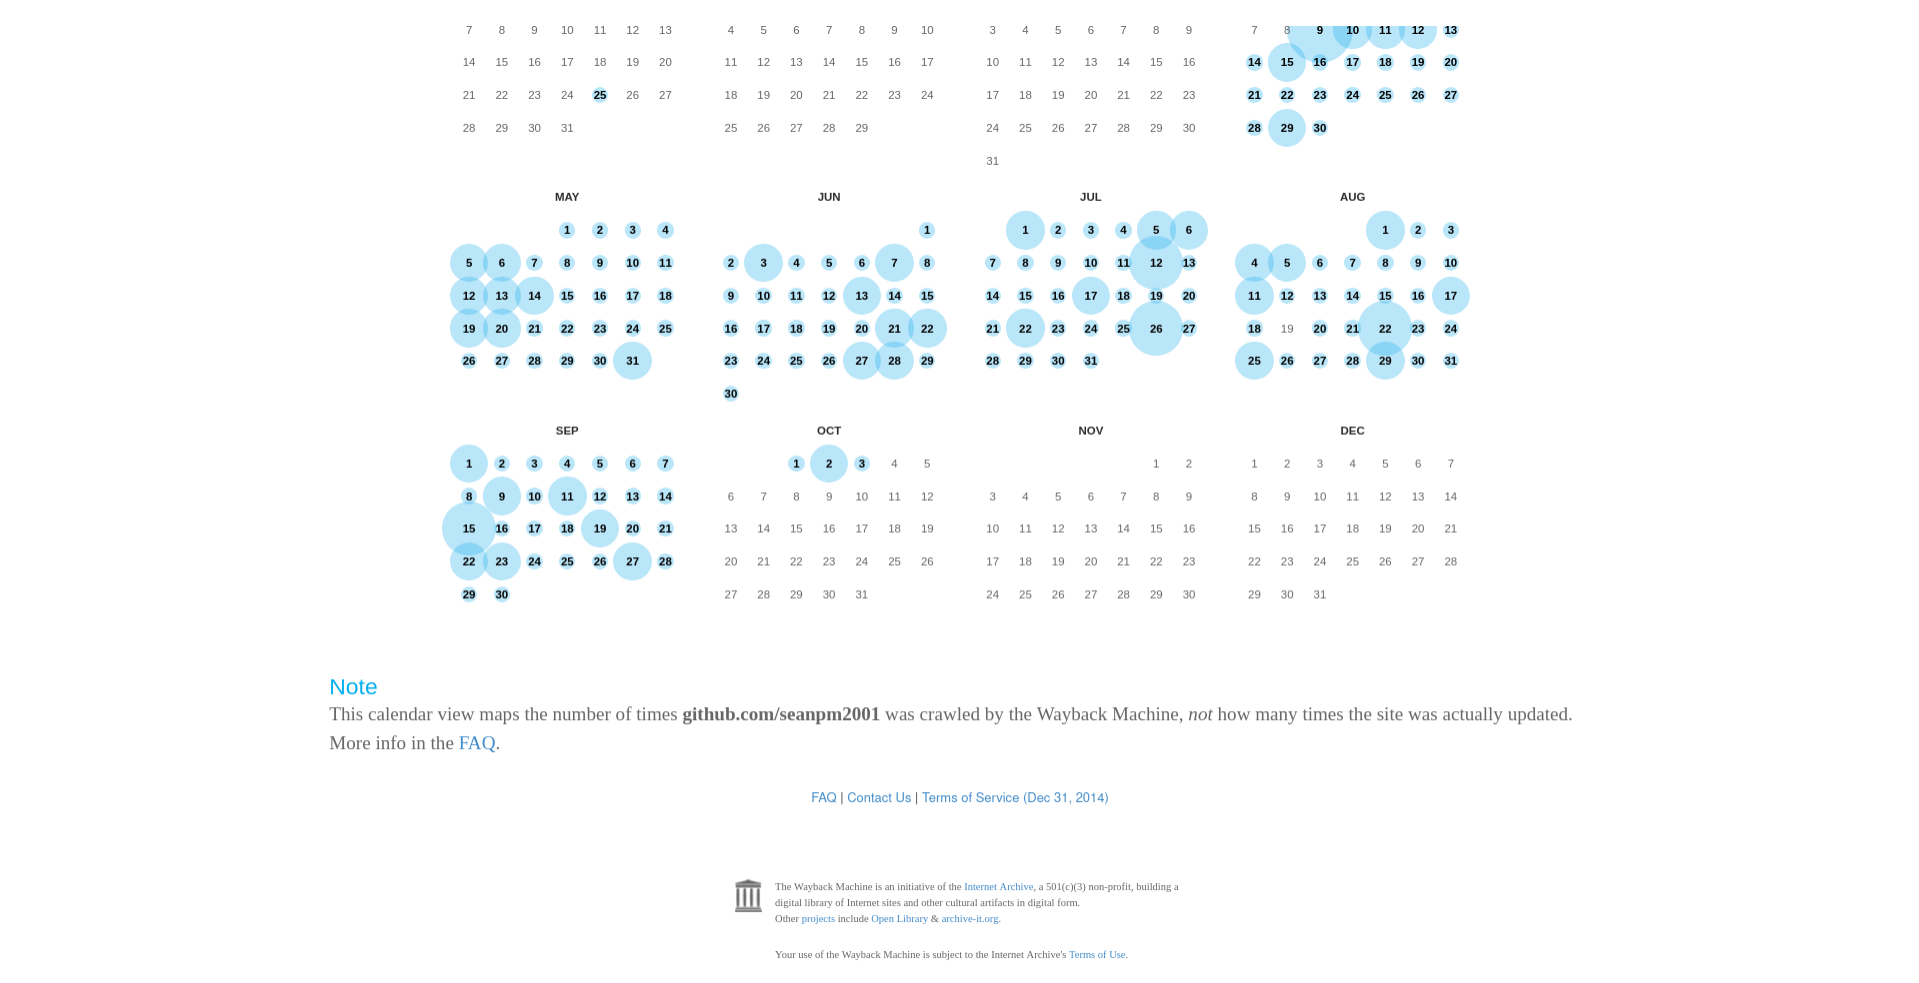 7 8 9 10 11 12 13
14 15 16 17 18 19 20
21 22 23 24 25 26 27
28 29 30 31
4 5 6 7 8 9 10
11 12 13 14 15 16 17
18 19 20 21 22 23 24
25 26 27 28 29
3 4 5 6 7 8 9
10 11 12 13 14 15 16
17 18 19 20 21 22 23
24 25 26 27 28 29 30
31
7 8 9 10 11 12 13
14 15 16 17 18 19 20
21 22 23 24 25 26 27
28 29 30
MAY
1 2 3 4
5 6 7 8 9 10 11
12 13 14 15 16 17 18
19 20 21 22 23 24 25
26 27 28 29 30 31
JUN
1
2 3 4 5 6 7 8
9 10 11 12 13 14 15
16 17 18 19 20 21 22
23 24 25 26 27 28 29
30
JUL
1 2 3 4 5 6
7 8 9 10 11 12 13
14 15 16 17 18 19 20
21 22 23 24 25 26 27
28 29 30 31
AUG
1 2 3
4 5 6 7 8 9 10
11 12 13 14 15 16 17
18 19 20 21 22 23 24
25 26 27 28 29 30 31
SEP
1 2 3 4 5 6 7
8 9 10 11 12 13 14
15 16 17 18 19 20 21
22 23 24 25 26 27 28
29 30
OCT
1 2 3 4 5
6 7 8 9 10 11 12
13 14 15 16 17 18 19
20 21 22 23 24 25 26
27 28 29 30 31
NOV
1 2
3 4 5 6 7 8 9
10 11 12 13 14 15 16
17 18 19 20 21 22 23
24 25 26 27 28 29 30
DEC
1 2 3 4 5 6 7
8 9 10 11 12 13 14
15 16 17 18 19 20 21
22 23 24 25 26 27 28
29 30 31
Note
This calendar view maps the number of times github.com/seanpm2001 was crawled by the Wayback Machine, not how many times the site was actually updated.
More info in the FAQ.
FAQ | Contact Us | Terms of Service (Dec 31, 2014)
The Wayback Machine is an initiative of the Internet Archive, a 501(c)(3) non-profit, building a
digital library of Internet sites and other cultural artifacts in digital form.
Other projects include Open Library & archive-it.org.
Your use of the Wayback Machine is subject to the Internet Archive's Terms of Use.